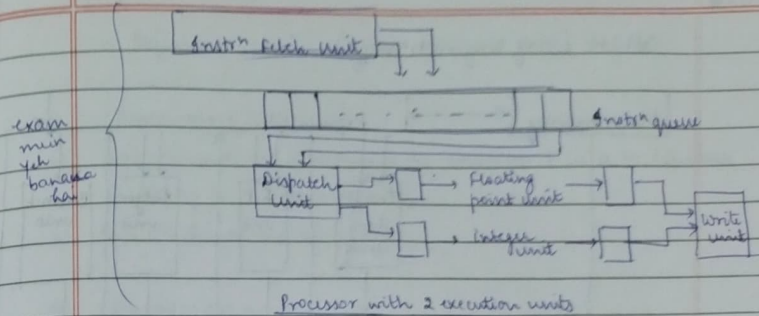 Instrⁿ Fetch Unit
Instrⁿ queue
exam
mein
yeh
banana
hai.
Dispatch
unit
Floating
point unit
Integer
unit
Write
unit
Processor with 2 execution units